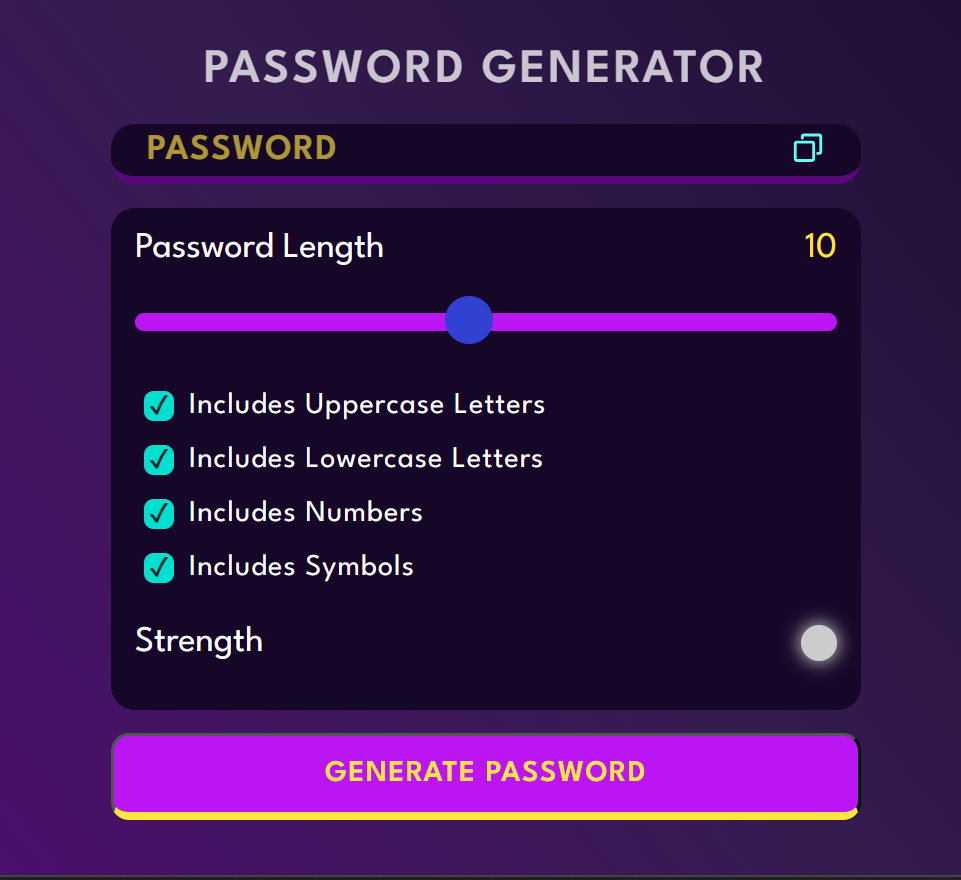 PASSWORD GENERATOR
PASSWORD
Password Length 10
Includes Uppercase Letters
Includes Lowercase Letters
Includes Numbers
Includes Symbols
Strength
GENERATE PASSWORD